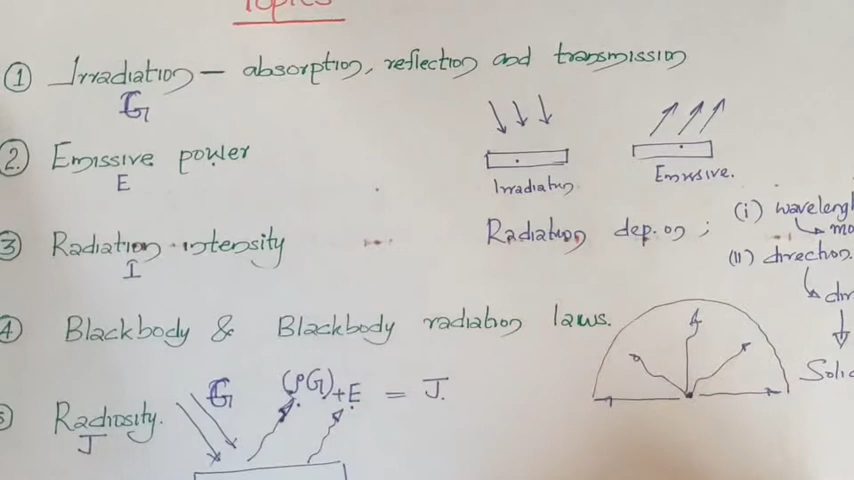 Topics
① Irradiation — absorption, reflection and transmission
G
② Emissive power
E
Irradiation
Emissive.
③ Radiation intensity
I
Radiation dep. on ;
(i) wavelength
(ii) direction.
④ Blackbody & Blackbody radiation laws.
⑤ Radiosity.
J
G
(ρG) + E = J.